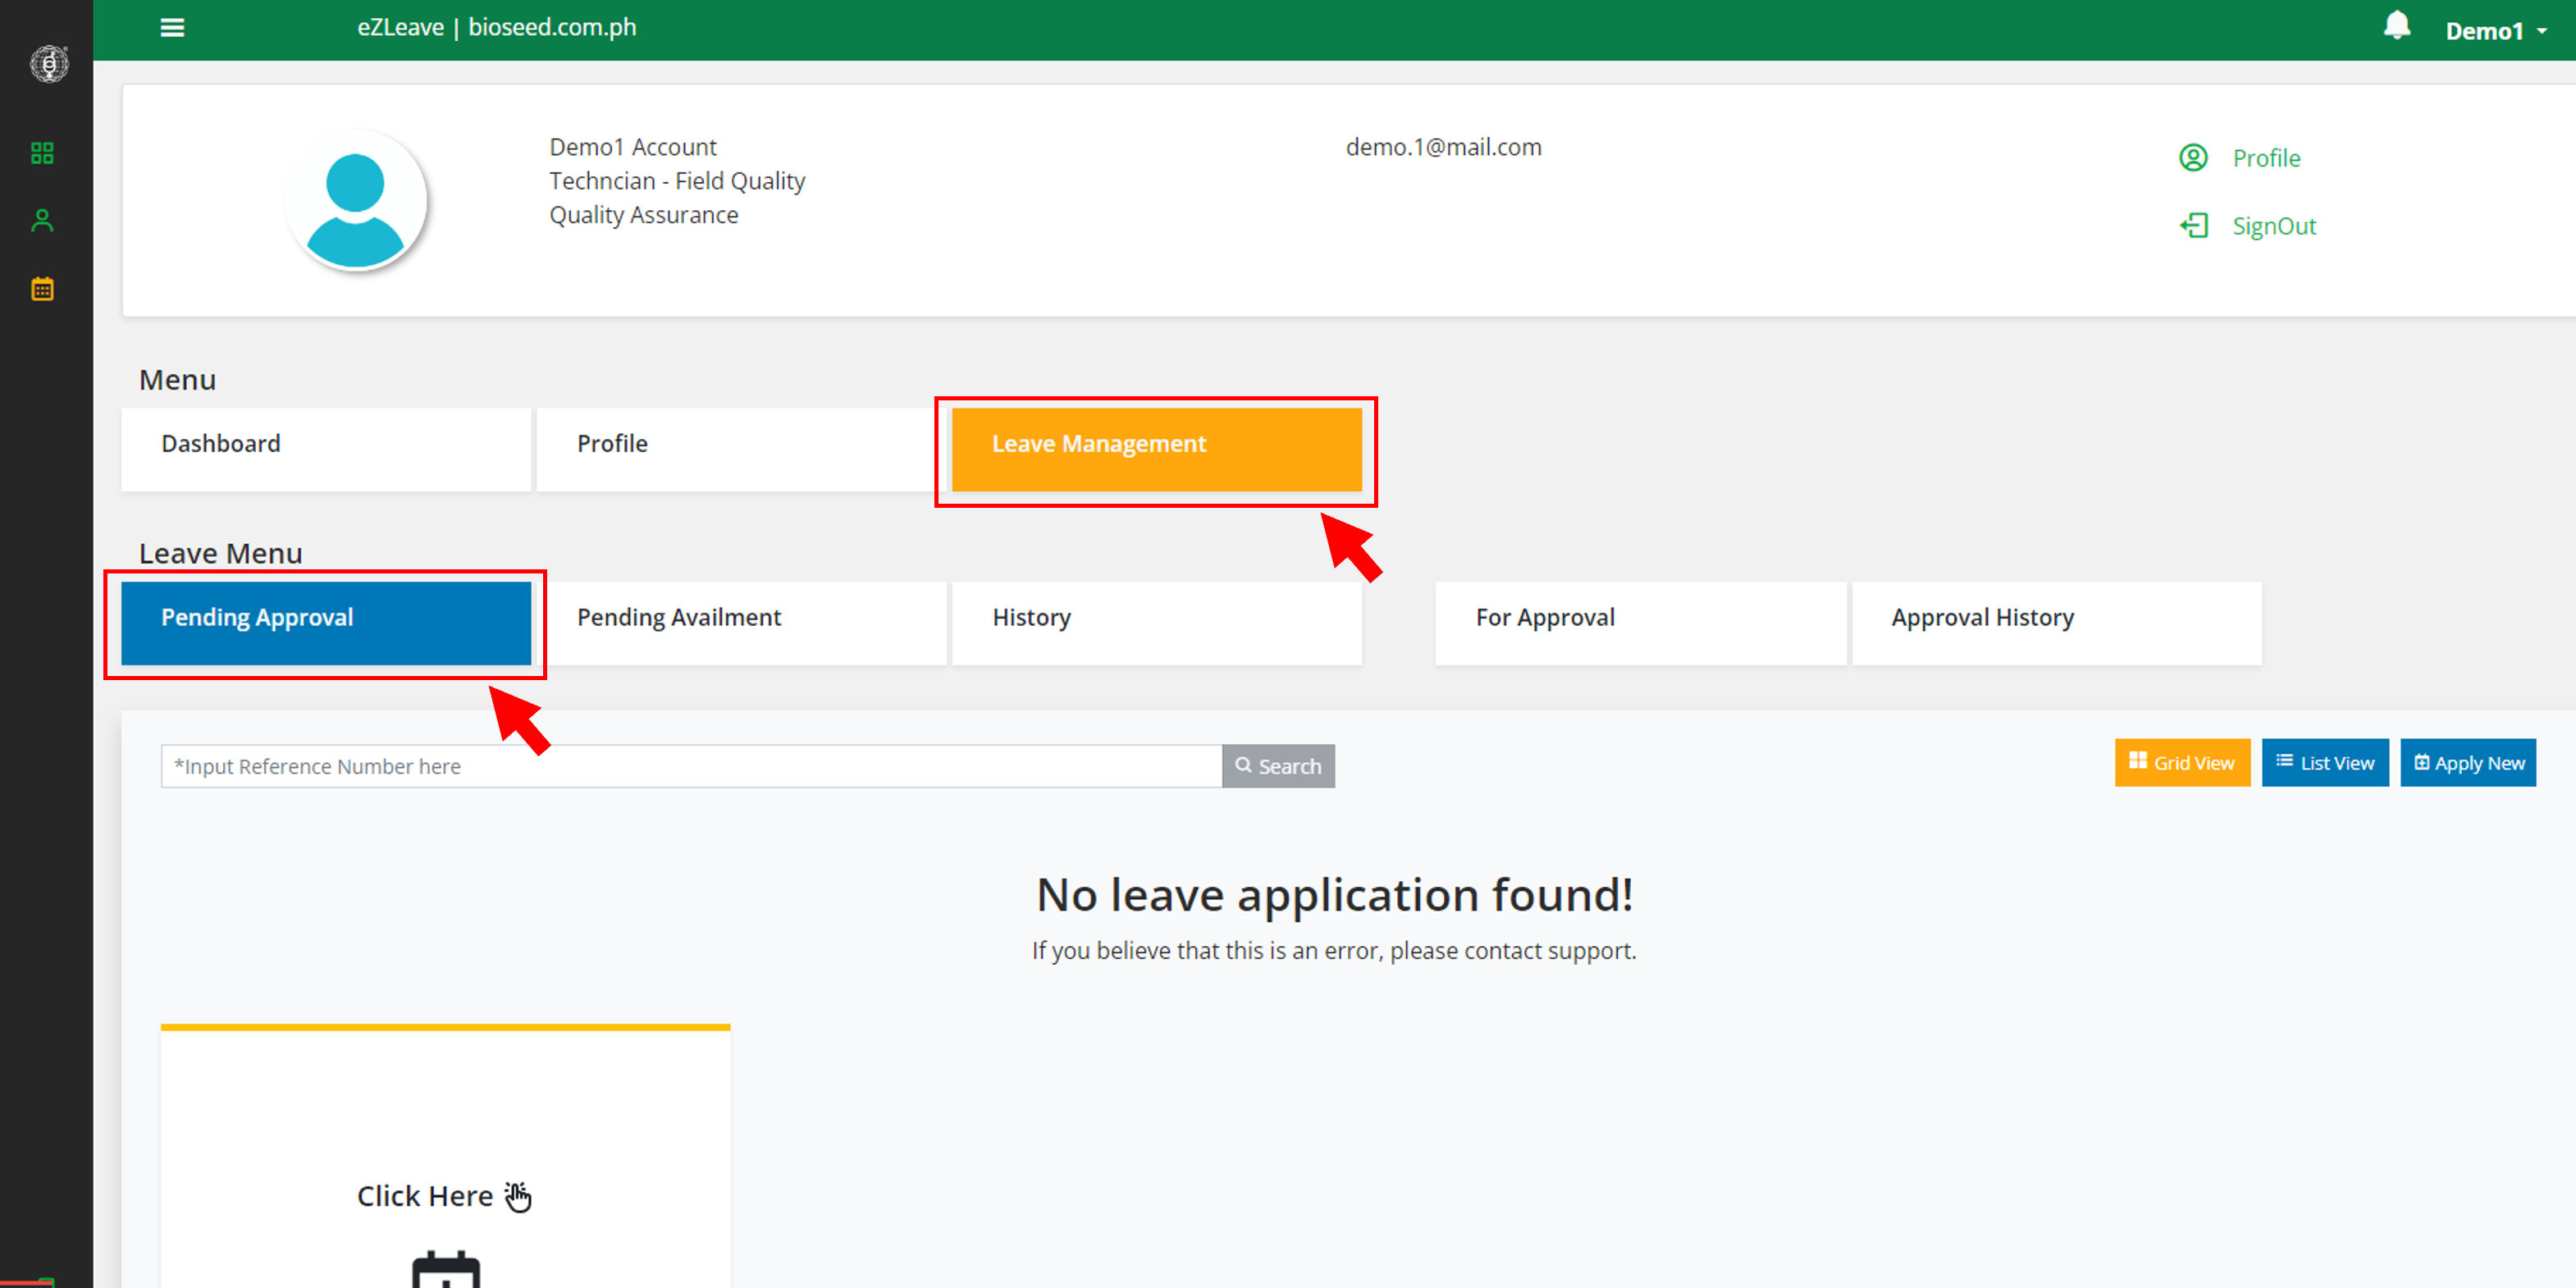 eZLeave | bioseed.com.ph
Demo1
Demo1 Account
Techncian - Field Quality
Quality Assurance
demo.1@mail.com
Profile
SignOut
Menu
Dashboard
Profile
Leave Management
Leave Menu
Pending Approval
Pending Availment
History
For Approval
Approval History
*Input Reference Number here
Search
Grid View
List View
Apply New
No leave application found!
If you believe that this is an error, please contact support.
Click Here